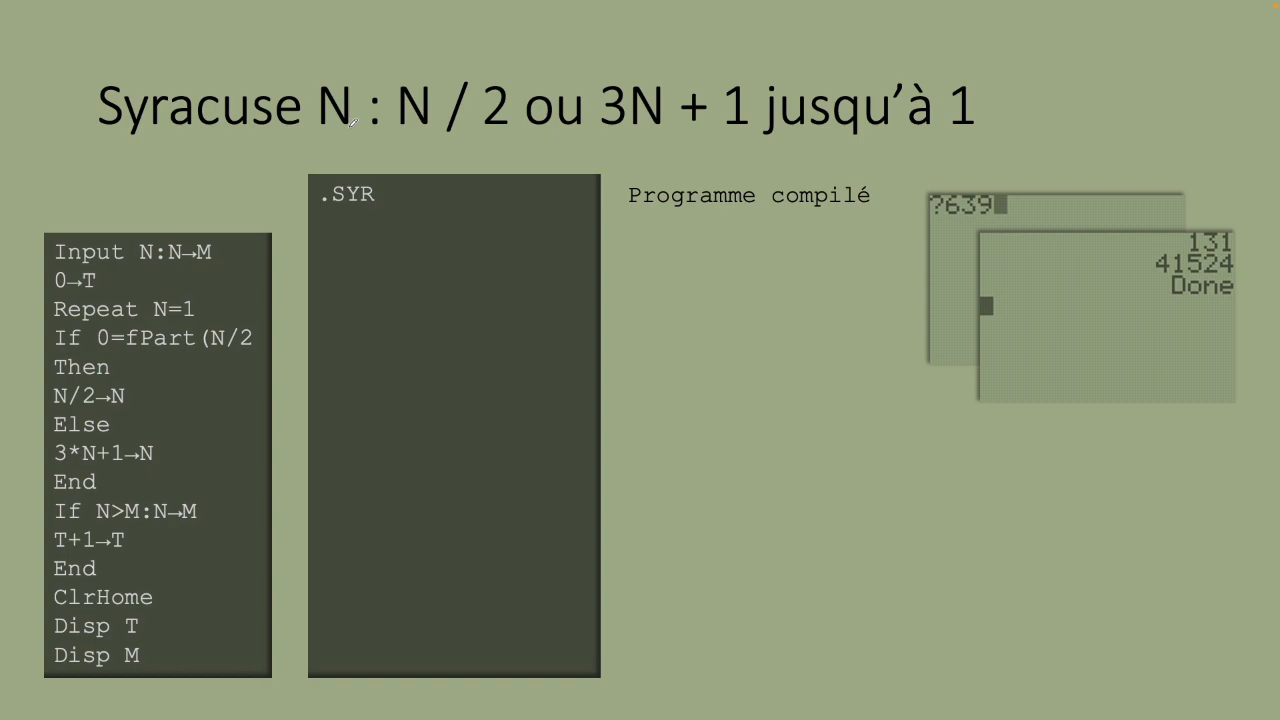 Syracuse N : N / 2 ou 3N + 1 jusqu’à 1
Input N:N→M
0→T
Repeat N=1
If 0=fPart(N/2
Then
N/2→N
Else
3*N+1→N
End
If N>M:N→M
T+1→T
End
ClrHome
Disp T
Disp M
.SYR
Programme compilé
?639
131
41524
Done